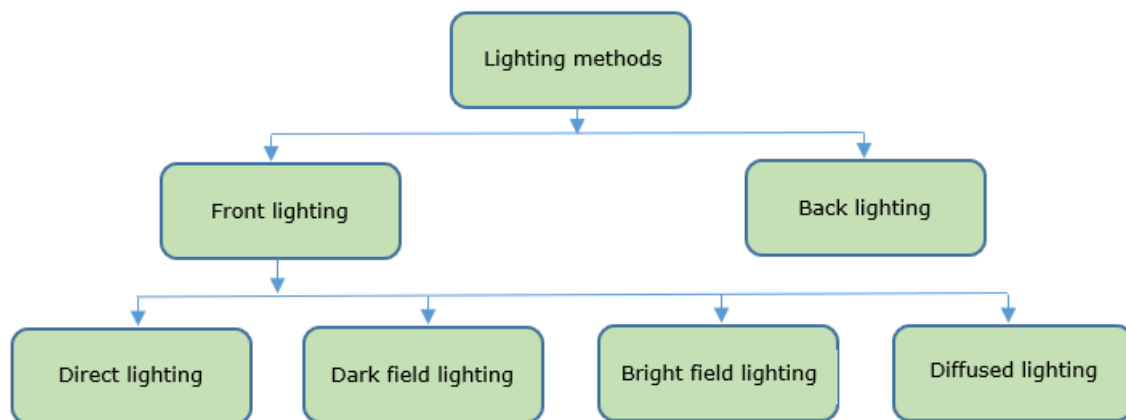 Lighting methods
Front lighting
Back lighting
Direct lighting
Dark field lighting
Bright field lighting
Diffused lighting